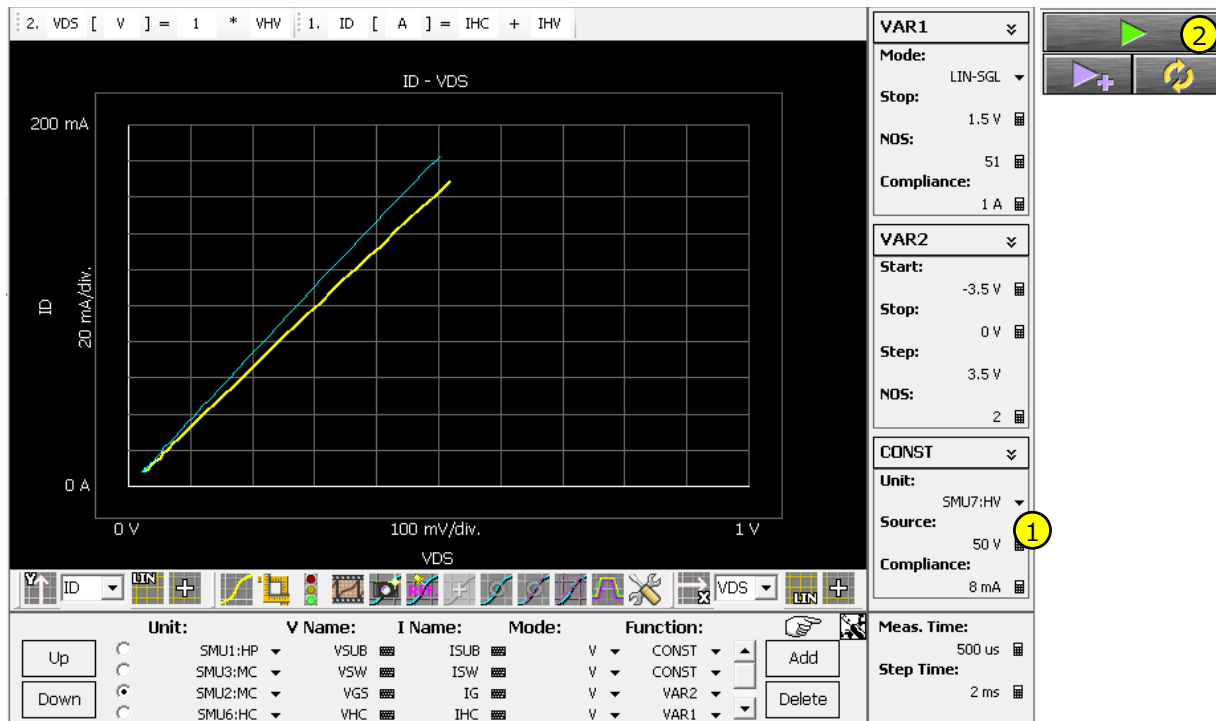 2. VDS [ V ] = 1 * VHV 1. ID [ A ] = IHC + IHV
ID - VDS
200 mA
ID
20 mA/div.
0 A
0 V 100 mV/div. 1 V
VDS
Y ID LIN REF. X VDS LIN
Unit: V Name: I Name: Mode: Function:
Up SMU1:HP VSUB ISUB V CONST Add
SMU3:MC VSW ISW V CONST
Down SMU2:MC VGS IG V VAR2 Delete
SMU6:HC VHC IHC V VAR1
VAR1
Mode:
LIN-SGL
Stop:
1.5 V
NOS:
51
Compliance:
1 A
VAR2
Start:
-3.5 V
Stop:
0 V
Step:
3.5 V
NOS:
2
CONST
Unit:
SMU7:HV
Source:
1
50 V
Compliance:
8 mA
Meas. Time:
500 us
Step Time:
2 ms
2